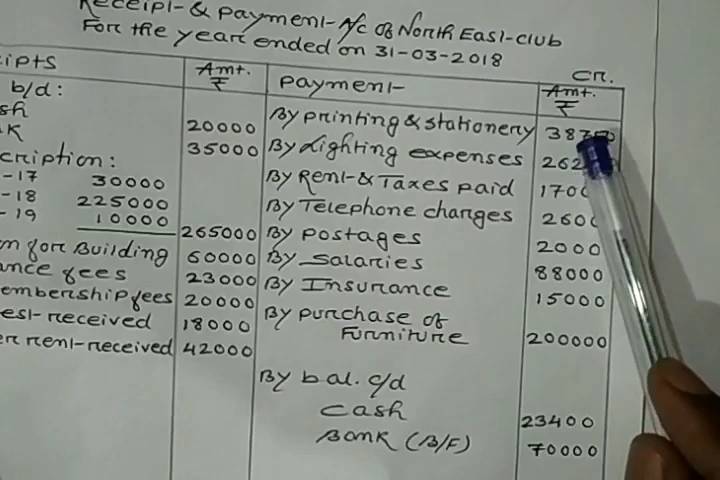 Receipt & Payment A/c of North East club
For the year ended on 31-03-2018
CR.
ipts Amt. ₹ Payment Amt. ₹
b/d:
sh 20000 By Printing & stationery
K 35000 By Lighting expenses
cription:
-17 30000 By Rent & Taxes paid
-18 225000 By Telephone charges
-19 10000 265000 By Postages 2000
n for Building 60000 By Salaries 88000
ance fees 23000 By Insurance 15000
embership fees 20000 By purchase of
est received 18000 Furniture 200000
er rent received 42000
By bal. c/d
Cash 23400
Bank (B/F) 70000